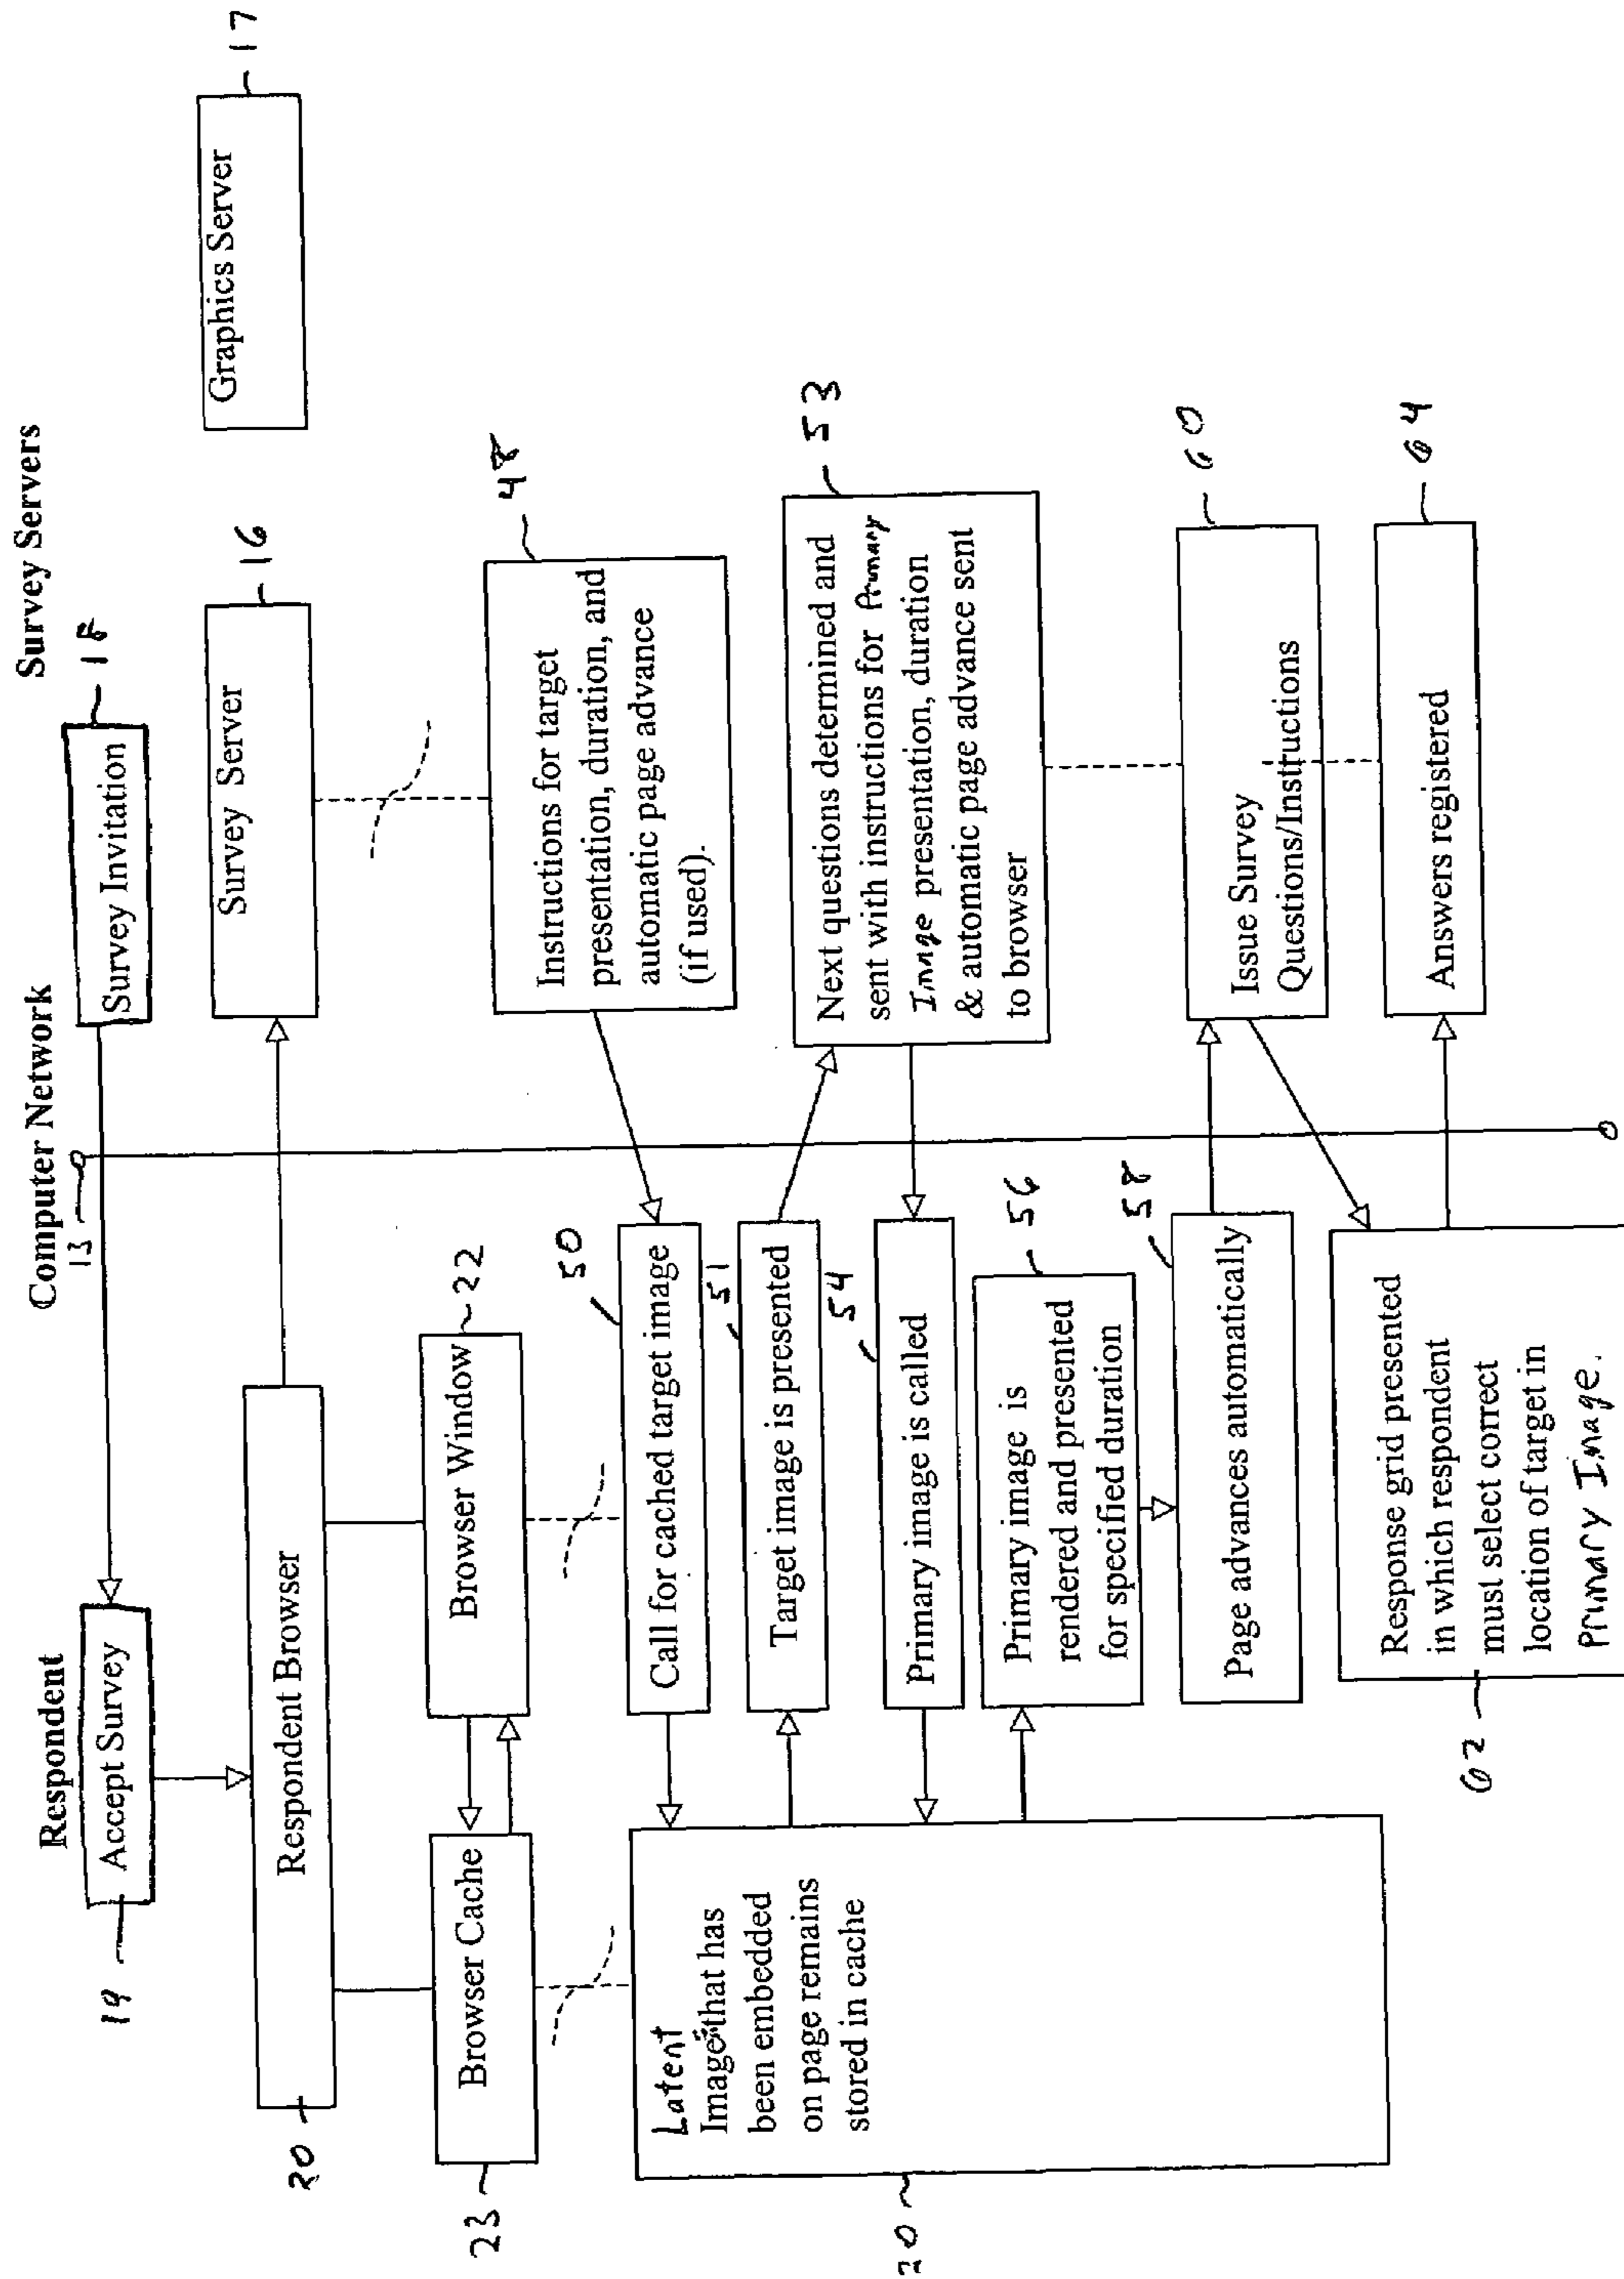 Respondent
Computer Network
Survey Servers
13
19
Accept Survey
Survey Invitation
18
20
Respondent Browser
Survey Server
16
Graphics Server
17
23
Browser Cache
Browser Window
22
Instructions for target
presentation, duration, and
automatic page advance
(if used).
48
20
Latent
Image that has
been embedded
on page remains
stored in cache
50
Call for cached target image
51
Target image is presented
Next questions determined and
sent with instructions for Primary
Image presentation, duration
& automatic page advance sent
to browser
53
54
Primary image is called
Primary image is
rendered and presented
for specified duration
56
58
Page advances automatically
Issue Survey
Questions/Instructions
60
62
Response grid presented
in which respondent
must select correct
location of target in
Primary Image.
Answers registered
64